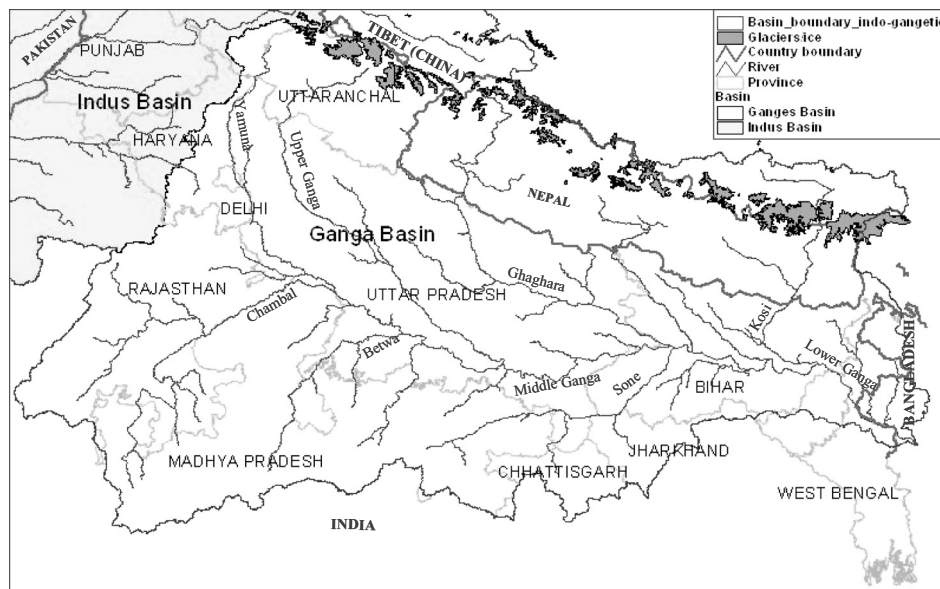 PAKISTAN
PUNJAB
Indus Basin
HARYANA
TIBET (CHINA)
UTTARANCHAL
Yamuna
Upper Ganga
DELHI
NEPAL
Ganga Basin
RAJASTHAN
Chambal
UTTAR PRADESH
Ghaghara
Kosi
Betwa
Middle Ganga
Sone
BIHAR
Lower Ganga
BANGLADESH
MADHYA PRADESH
CHHATTISGARH
JHARKHAND
WEST BENGAL
INDIA
Basin_boundary_indo-gangetic
Glaciers/ice
Country boundary
River
Province
Basin
Ganges Basin
Indus Basin